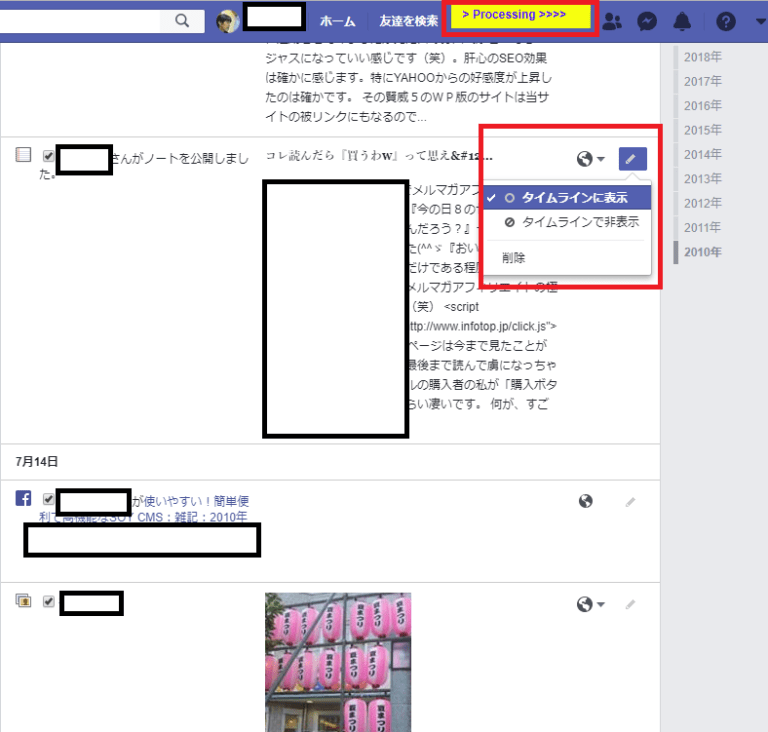 ホーム
友達を検索
> Processing >>>>
ジャスになっていい感じです（笑）。肝心のSEO効果
は確かに感じます。特にYAHOOからの好感度が上昇し
たのは確かです。 その賢威５のＷＰ版のサイトは当サ
イトの被リンクにもなるので...
2018年
2017年
2016年
2015年
2014年
2013年
2012年
2011年
2010年
さんがノートを公開しまし
た。
コレ読んだら『買うわw』って思え&#12...
メルマガアフ
『今の日８の
んだろう？』
た(^^ゞ『おい
だけである程
メルマガアフィリエイトの極
（笑） <script
ttp://www.infotop.jp/click.js">
ページは今まで見たことが
最後まで読んで虜になっちゃ
ルの購入者の私が「購入ボタ
らい凄いです。 何が、すご
タイムラインに表示
タイムラインで非表示
削除
7月14日
が使いやすい！簡単便
利で高機能なSOY CMS：雑記：2010年
萩まつり